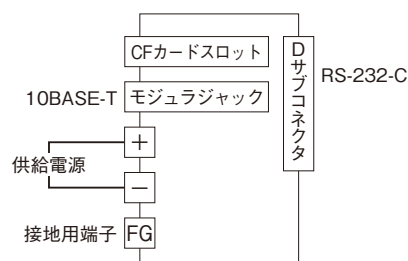 CFカードスロット
Dサブコネクタ
RS-232-C
10BASE-T
モジュラジャック
+
供給電源
−
接地用端子
FG